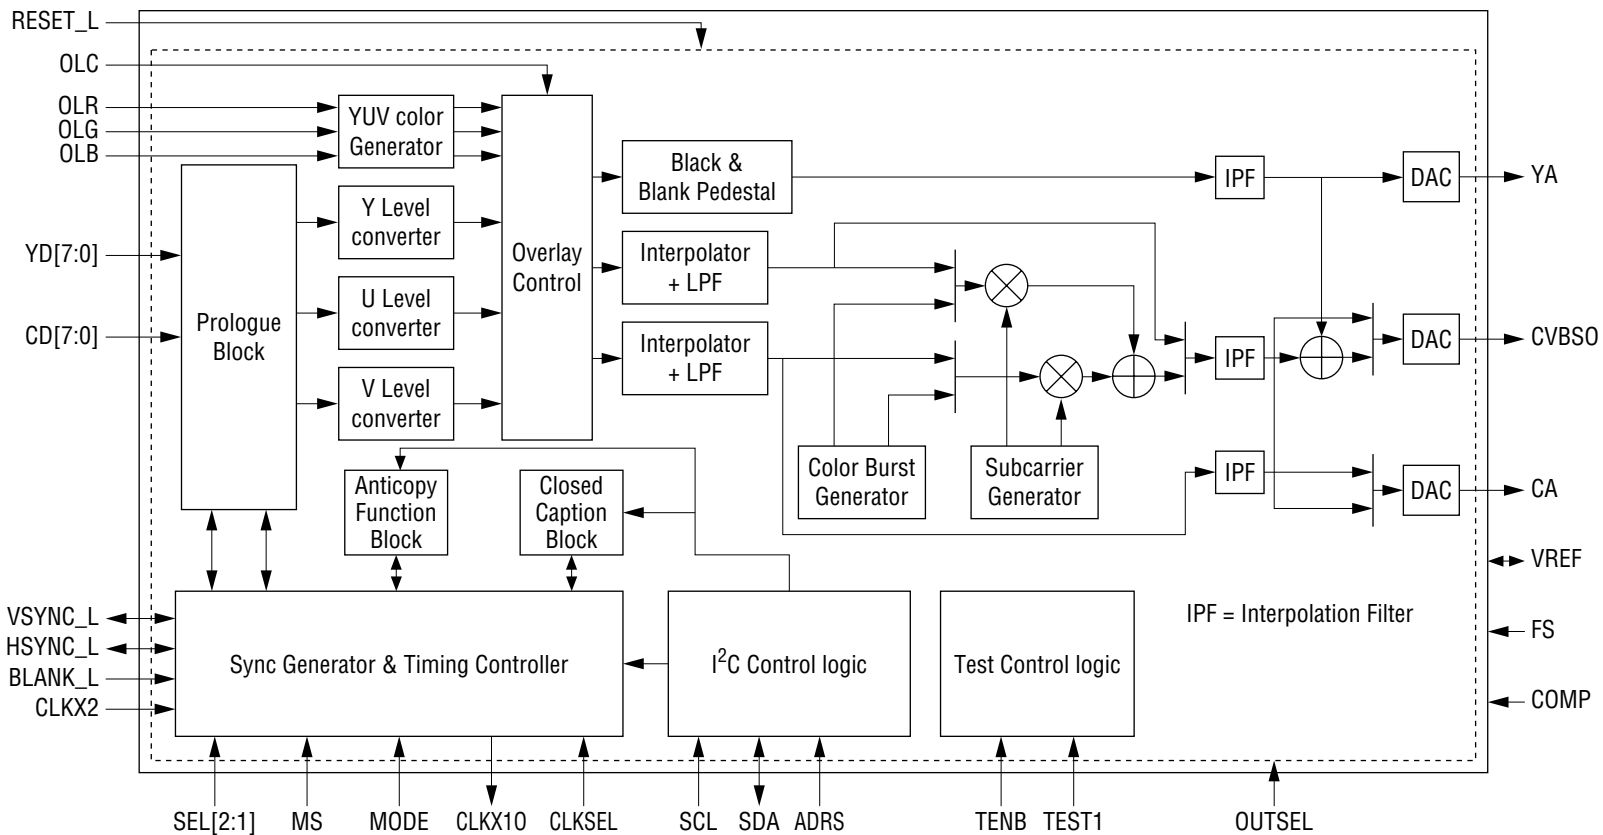 RESET_L
OLC
OLR
OLG
OLB
YD[7:0]
CD[7:0]
VSYNC_L
HSYNC_L
BLANK_L
CLKX2
Prologue
Block
YUV color
Generator
Y Level
converter
U Level
converter
V Level
converter
Overlay
Control
Black &
Blank Pedestal
Interpolator
+ LPF
Interpolator
+ LPF
Anticopy
Function
Block
Closed
Caption
Block
Color Burst
Generator
Subcarrier
Generator
IPF
IPF
IPF
DAC
DAC
DAC
YA
CVBSO
CA
VREF
FS
COMP
IPF = Interpolation Filter
Sync Generator & Timing Controller
I²C Control logic
Test Control logic
SEL[2:1]
MS
MODE
CLKX1O
CLKSEL
SCL
SDA
ADRS
TENB
TEST1
OUTSEL